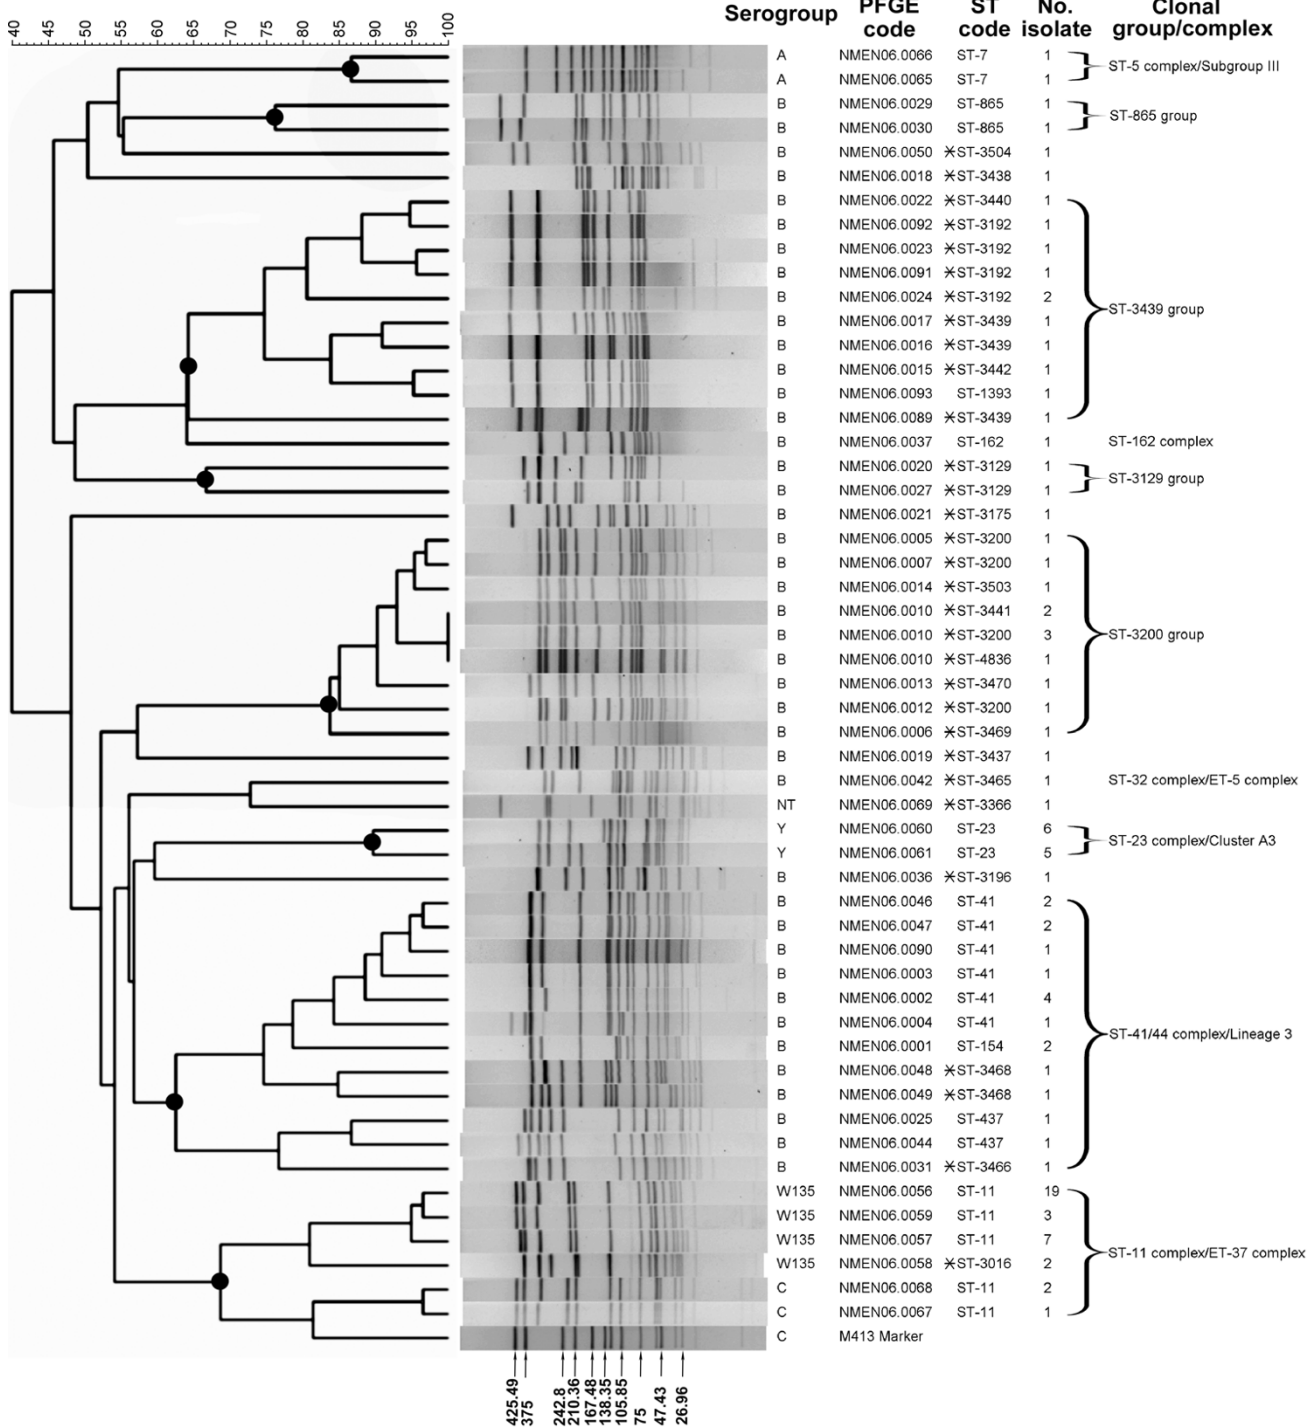 40 45 50 55 60 65 70 75 80 85 90 95 100
Serogroup PFGE code ST code No. isolate Clonal group/complex
A NMEN06.0066 ST-7 1
ST-5 complex/Subgroup III
A NMEN06.0065 ST-7 1
B NMEN06.0029 ST-865 1
ST-865 group
B NMEN06.0030 ST-865 1
B NMEN06.0050 *ST-3504 1
B NMEN06.0018 *ST-3438 1
B NMEN06.0022 *ST-3440 1
B NMEN06.0092 *ST-3192 1
B NMEN06.0023 *ST-3192 1
B NMEN06.0091 *ST-3192 1
B NMEN06.0024 *ST-3192 2
ST-3439 group
B NMEN06.0017 *ST-3439 1
B NMEN06.0016 *ST-3439 1
B NMEN06.0015 *ST-3442 1
B NMEN06.0093 ST-1393 1
B NMEN06.0089 *ST-3439 1
B NMEN06.0037 ST-162 1 ST-162 complex
B NMEN06.0020 *ST-3129 1
ST-3129 group
B NMEN06.0027 *ST-3129 1
B NMEN06.0021 *ST-3175 1
B NMEN06.0005 *ST-3200 1
B NMEN06.0007 *ST-3200 1
B NMEN06.0014 *ST-3503 1
B NMEN06.0010 *ST-3441 2
B NMEN06.0010 *ST-3200 3 ST-3200 group
B NMEN06.0010 *ST-4836 1
B NMEN06.0013 *ST-3470 1
B NMEN06.0012 *ST-3200 1
B NMEN06.0006 *ST-3469 1
B NMEN06.0019 *ST-3437 1
B NMEN06.0042 *ST-3465 1 ST-32 complex/ET-5 complex
NT NMEN06.0069 *ST-3366 1
Y NMEN06.0060 ST-23 6
ST-23 complex/Cluster A3
Y NMEN06.0061 ST-23 5
B NMEN06.0036 *ST-3196 1
B NMEN06.0046 ST-41 2
B NMEN06.0047 ST-41 2
B NMEN06.0090 ST-41 1
B NMEN06.0003 ST-41 1
B NMEN06.0002 ST-41 4
B NMEN06.0004 ST-41 1
ST-41/44 complex/Lineage 3
B NMEN06.0001 ST-154 2
B NMEN06.0048 *ST-3468 1
B NMEN06.0049 *ST-3468 1
B NMEN06.0025 ST-437 1
B NMEN06.0044 ST-437 1
B NMEN06.0031 *ST-3466 1
W135 NMEN06.0056 ST-11 19
W135 NMEN06.0059 ST-11 3
W135 NMEN06.0057 ST-11 7
ST-11 complex/ET-37 complex
W135 NMEN06.0058 *ST-3016 2
C NMEN06.0068 ST-11 2
C NMEN06.0067 ST-11 1
C M413 Marker
425.49 375 242.8 210.36 167.48 138.35 105.85 75 47.43 26.96